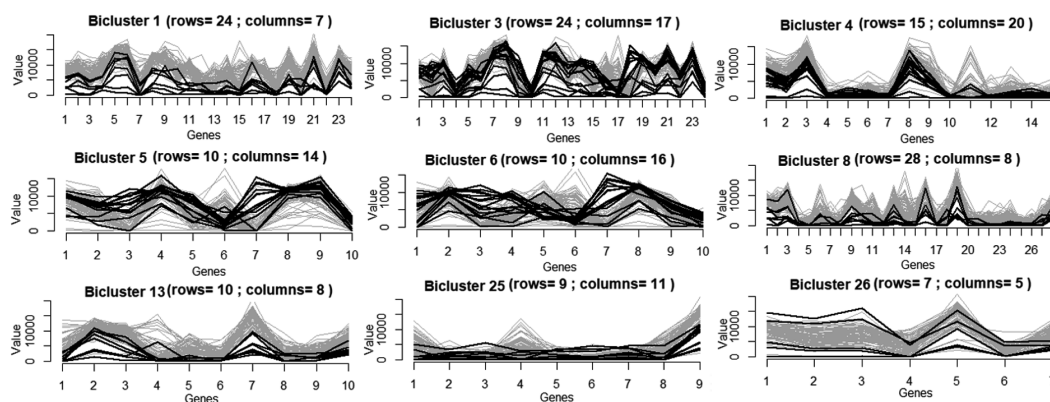 Bicluster 1 (rows= 24 ; columns= 7 )
Value
0 10000
1 3 5 7 9 11 13 15 17 19 21 23
Genes
Bicluster 3 (rows= 24 ; columns= 17 )
Value
0 10000
1 3 5 7 9 11 13 15 17 19 21 23
Genes
Bicluster 4 (rows= 15 ; columns= 20 )
Value
0 10000
1 2 3 4 5 6 7 8 9 10 12 14
Genes
Bicluster 5 (rows= 10 ; columns= 14 )
Value
0 10000
1 2 3 4 5 6 7 8 9 10
Genes
Bicluster 6 (rows= 10 ; columns= 16 )
Value
0 10000
1 2 3 4 5 6 7 8 9 10
Genes
Bicluster 8 (rows= 28 ; columns= 8 )
Value
0 10000
1 3 5 7 9 11 14 17 20 23 26
Genes
Bicluster 13 (rows= 10 ; columns= 8 )
Value
0 10000
1 2 3 4 5 6 7 8 9 10
Genes
Bicluster 25 (rows= 9 ; columns= 11 )
Value
0 10000
1 2 3 4 5 6 7 8 9
Genes
Bicluster 26 (rows= 7 ; columns= 5 )
Value
0 10000
1 2 3 4 5 6
Genes